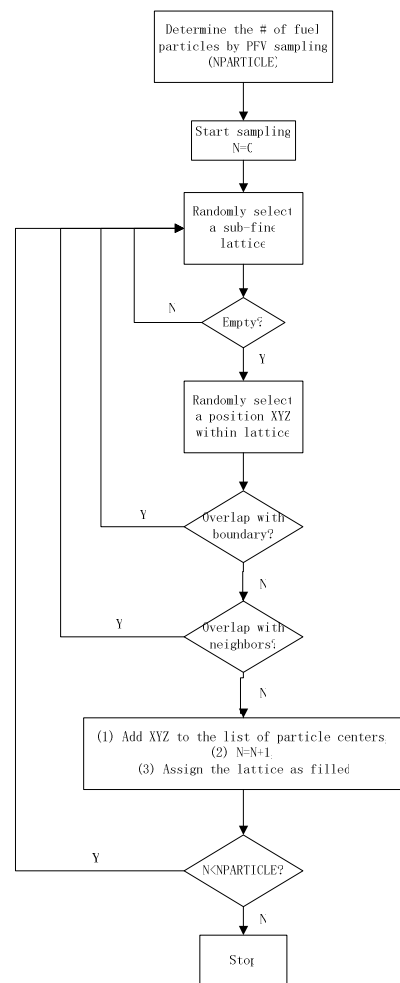 Determine the # of fuel
particles by PFV sampling
(NPARTICLE)
Start sampling
N=0
Randomly select
a sub-fine
lattice
N
Empty?
Y
Randomly select
a position XYZ
within lattice
Overlap with
boundary?
Y
N
Overlap with
neighbors?
Y
N
(1) Add XYZ to the list of particle centers
(2) N=N+1
(3) Assign the lattice as filled
N<NPARTICLE?
Y
N
Stop